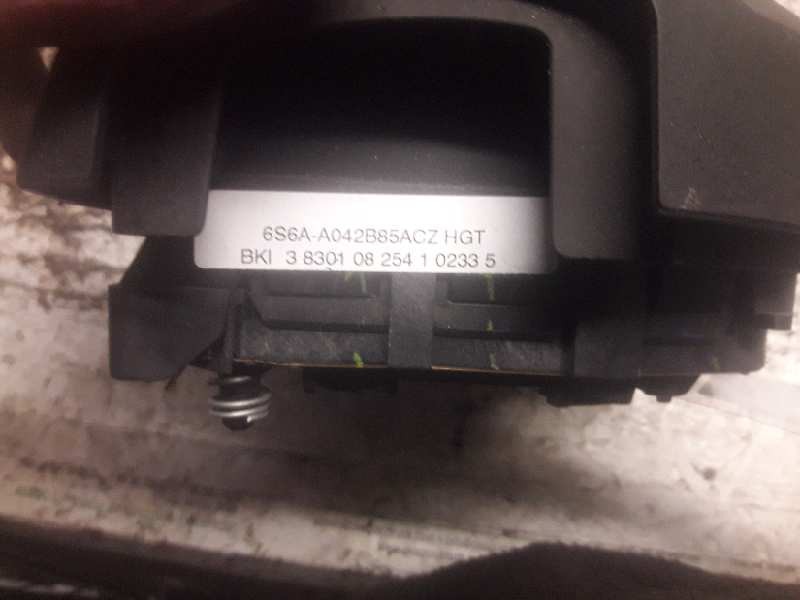 6S6A-A042B85ACZ HGT
BKI 3 8301 08 254 1 0233 5